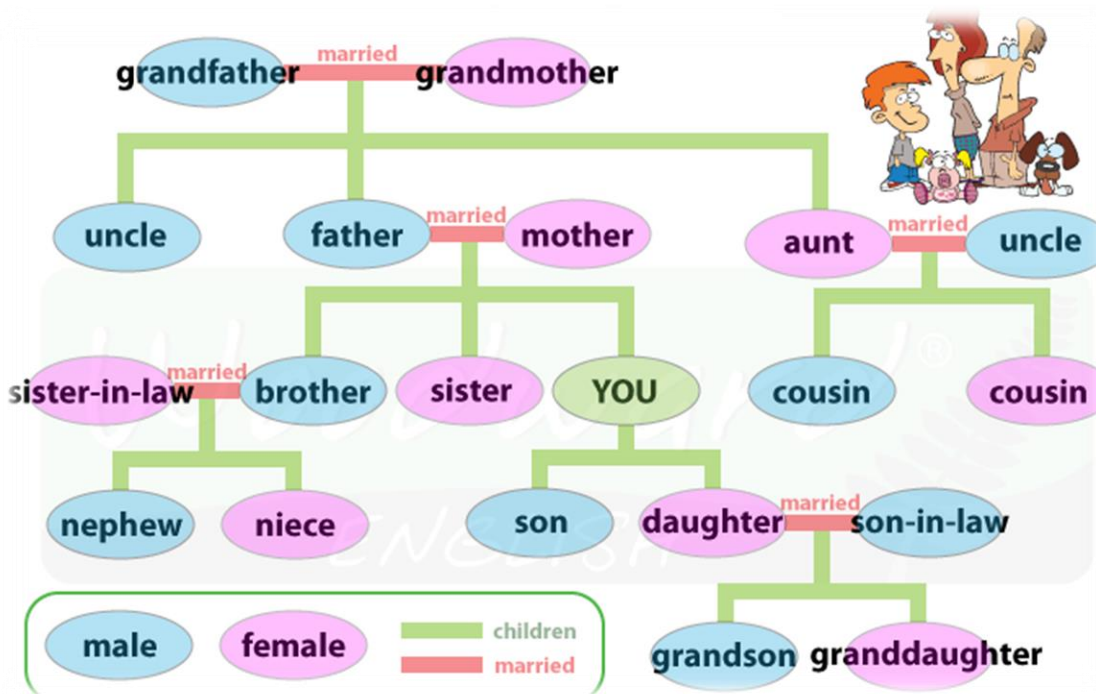 married
grandfather
grandmother
uncle
father
married
mother
aunt
married
uncle
sister-in-law
married
brother
sister
YOU
cousin
cousin
nephew
niece
son
daughter
married
son-in-law
ENGLISH
male
female
children
married
grandson
granddaughter